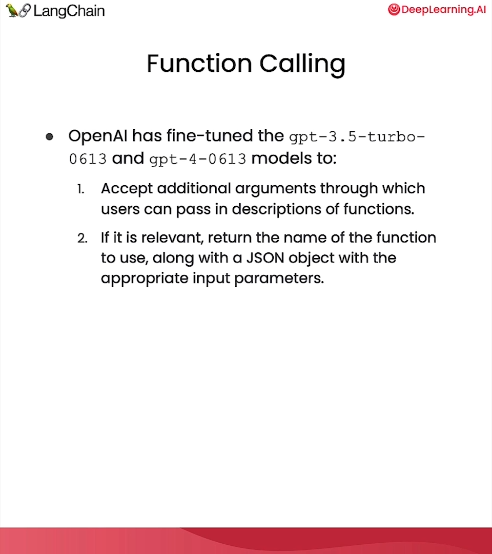 LangChain
DeepLearning.AI
Function Calling
● OpenAI has fine-tuned the gpt-3.5-turbo-
0613 and gpt-4-0613 models to:
1. Accept additional arguments through which
users can pass in descriptions of functions.
2. If it is relevant, return the name of the function
to use, along with a JSON object with the
appropriate input parameters.